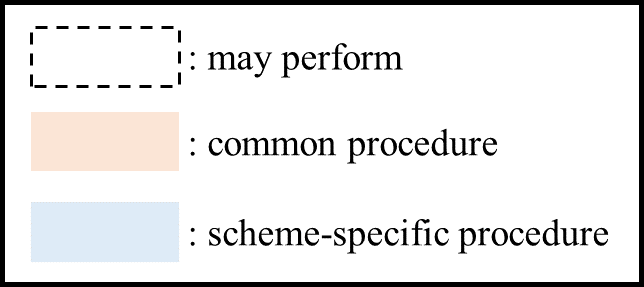 : may perform
: common procedure
: scheme-specific procedure